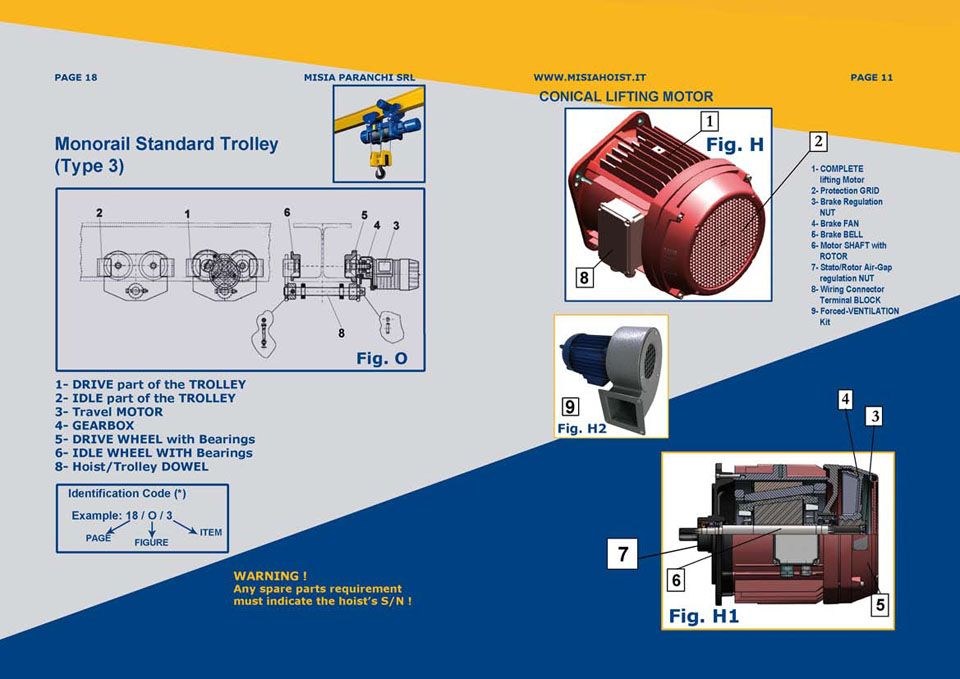 PAGE 18
MISIA PARANCHI SRL
Monorail Standard Trolley
(Type 3)
2
1
6
5
4
3
8
Fig. O
1- DRIVE part of the TROLLEY
2- IDLE part of the TROLLEY
3- Travel MOTOR
4- GEARBOX
5- DRIVE WHEEL with Bearings
6- IDLE WHEEL WITH Bearings
8- Hoist/Trolley DOWEL
Identification Code (*)
Example: 18 / O / 3
PAGE
FIGURE
ITEM
WARNING !
Any spare parts requirement
must indicate the hoist's S/N !
WWW.MISIAHOIST.IT
PAGE 11
CONICAL LIFTING MOTOR
1
Fig. H
2
8
1- COMPLETE
lifting Motor
2- Protection GRID
3- Brake Regulation
NUT
4- Brake FAN
5- Brake BELL
6- Motor SHAFT with
ROTOR
7- Stato/Rotor Air-Gap
regulation NUT
8- Wiring Connector
Terminal BLOCK
9- Forced-VENTILATION
Kit
9
Fig. H2
4
3
7
6
5
Fig. H1